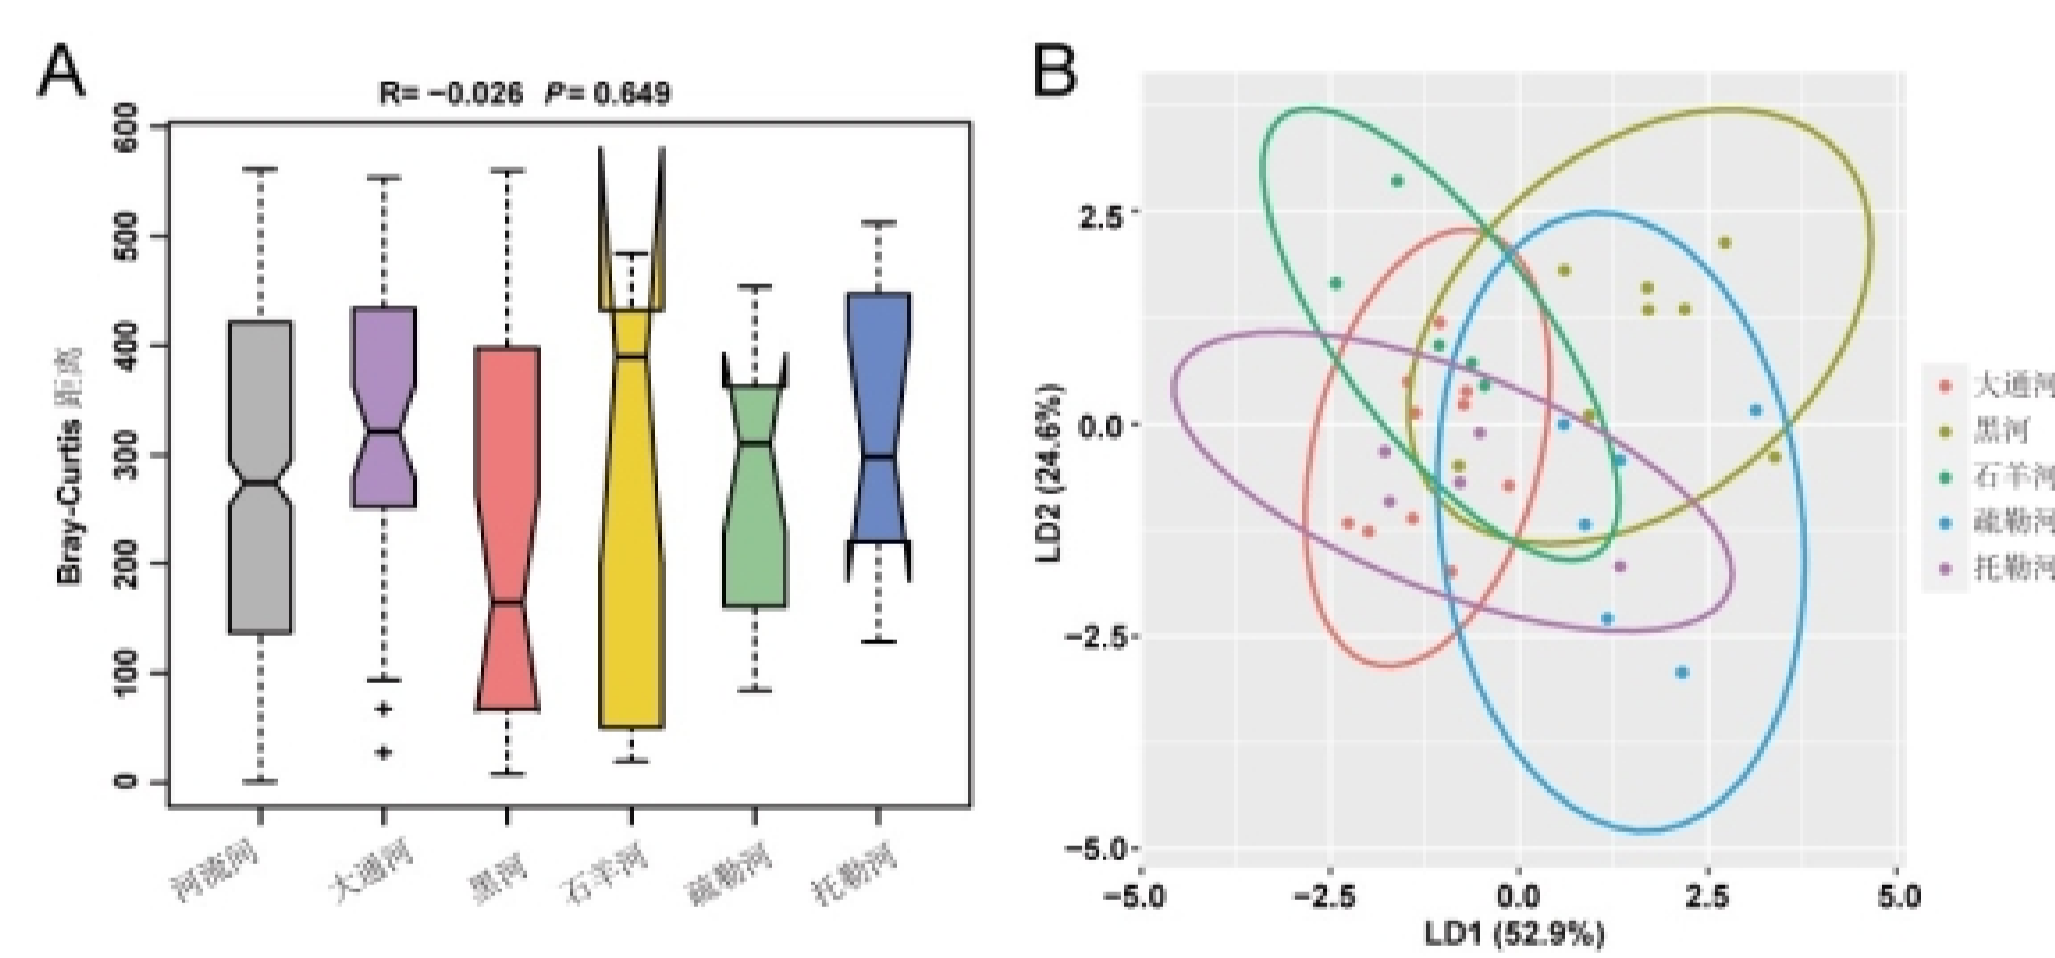 A
R= −0.026 P= 0.649
600
500
400
300
200
100
0
Bray-Curtis 距离
河流间
大通河
黑河
石羊河
疏勒河
托勒河
B
2.5
0.0
−2.5
−5.0
LD2 (24.6%)
−5.0
−2.5
0.0
2.5
5.0
LD1 (52.9%)
大通河
黑河
石羊河
疏勒河
托勒河